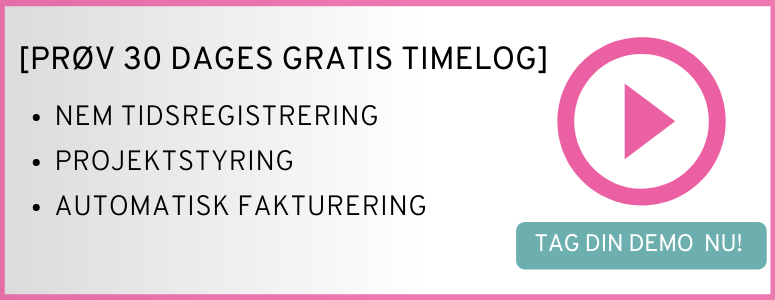 [PRØV 30 DAGES GRATIS TIMELOG]
• NEM TIDSREGISTRERING
• PROJEKTSTYRING
• AUTOMATISK FAKTURERING
TAG DIN DEMO NU!